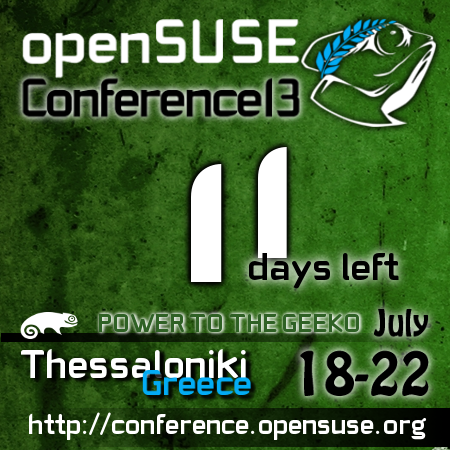 openSUSE
Conference13
11
days left
POWER TO THE GEEKO July
Thessaloniki 18-22
Greece
http://conference.opensuse.org